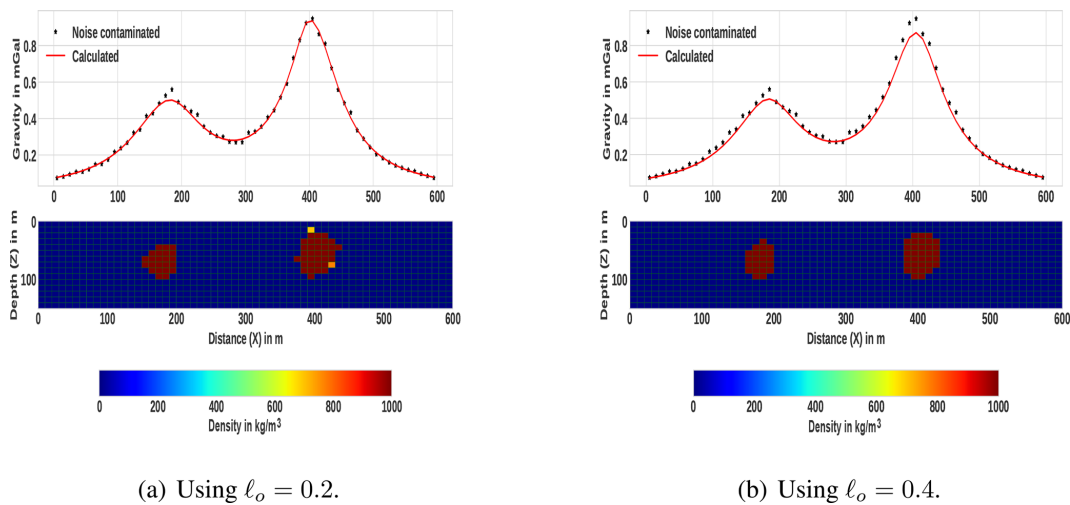 Noise contaminated
Calculated
Gravity in mGal
0.8
0.6
0.4
0.2
0 100 200 300 400 500 600
Depth (Z) in m
0
100
0 100 200 300 400 500 600
Distance (X) in m
0 200 400 600 800 1000
Density in kg/m³
(a) Using ℓₒ = 0.2.
Noise contaminated
Calculated
Gravity in mGal
0.8
0.6
0.4
0.2
0 100 200 300 400 500 600
Depth (Z) in m
0
100
0 100 200 300 400 500 600
Distance (X) in m
0 200 400 600 800 1000
Density in kg/m³
(b) Using ℓₒ = 0.4.